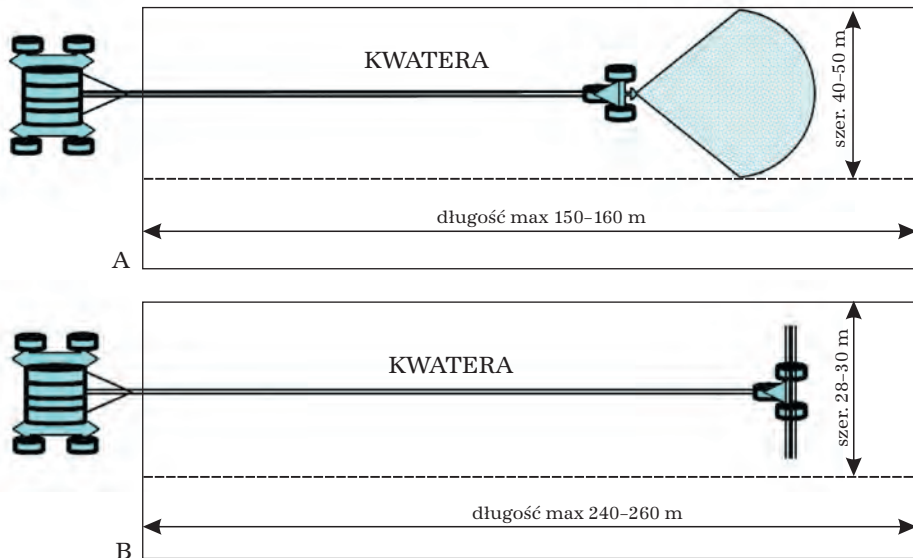 KWATERA
szer. 40–50 m
długość max 150–160 m
A
KWATERA
szer. 28–30 m
długość max 240–260 m
B